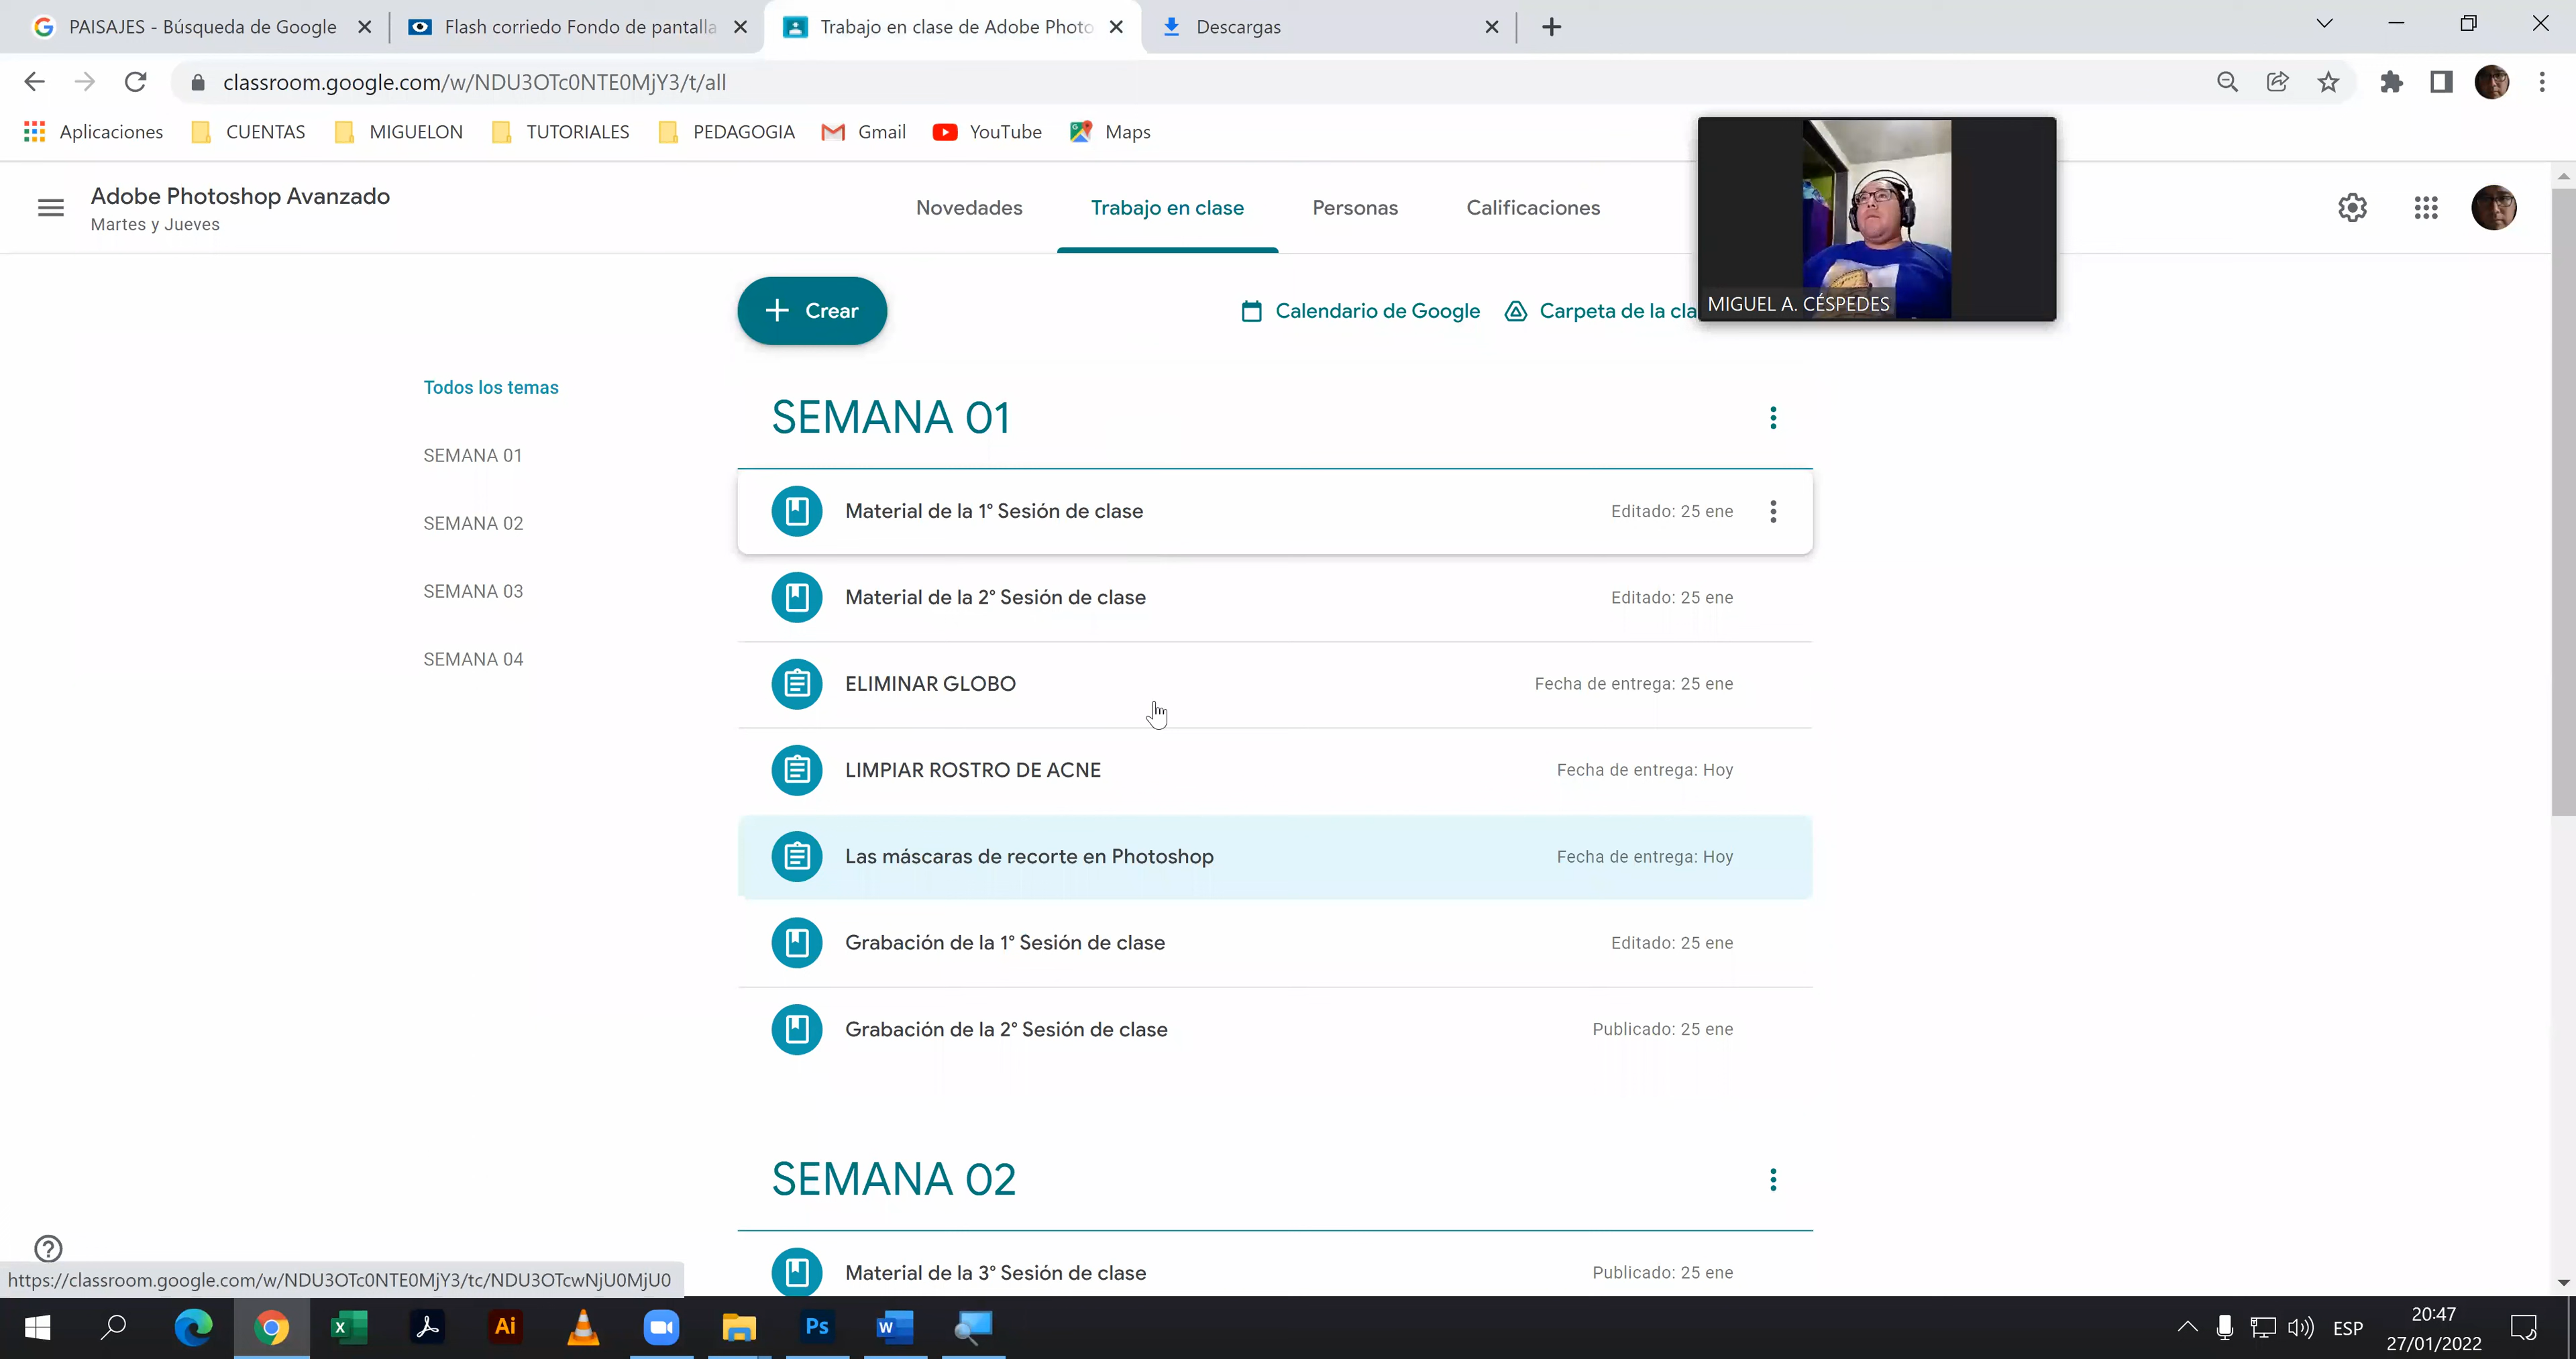 PAISAJES - Búsqueda de Google
Flash corriedo Fondo de pantalla
Trabajo en clase de Adobe Photo
Descargas
classroom.google.com/w/NDU3OTc0NTE0MjY3/t/all
Aplicaciones
CUENTAS
MIGUELON
TUTORIALES
PEDAGOGIA
Gmail
YouTube
Maps
Adobe Photoshop Avanzado
Martes y Jueves
Novedades
Trabajo en clase
Personas
Calificaciones
MIGUEL A. CÉSPEDES
Crear
Calendario de Google
Carpeta de la cla
Todos los temas
SEMANA 01
SEMANA 02
SEMANA 03
SEMANA 04
SEMANA 01
Material de la 1° Sesión de clase
Editado: 25 ene
Material de la 2° Sesión de clase
Editado: 25 ene
ELIMINAR GLOBO
Fecha de entrega: 25 ene
LIMPIAR ROSTRO DE ACNE
Fecha de entrega: Hoy
Las máscaras de recorte en Photoshop
Fecha de entrega: Hoy
Grabación de la 1° Sesión de clase
Editado: 25 ene
Grabación de la 2° Sesión de clase
Publicado: 25 ene
SEMANA 02
Material de la 3° Sesión de clase
Publicado: 25 ene
https://classroom.google.com/w/NDU3OTc0NTE0MjY3/tc/NDU3OTcwNjU0MjU0
Ai
Ps
ESP
20:47
27/01/2022